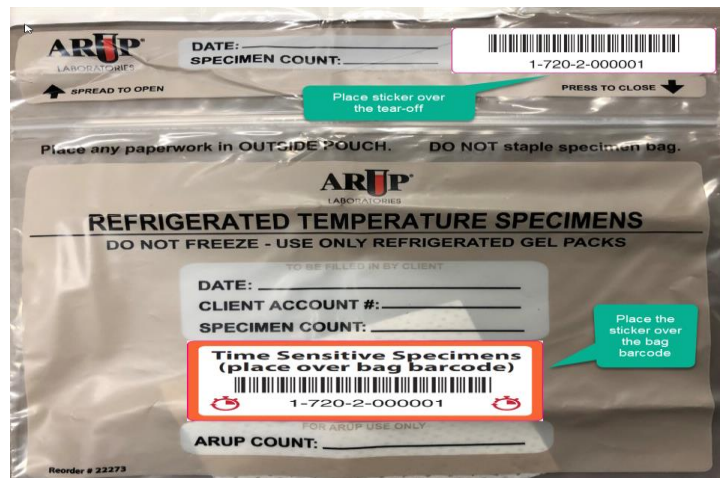 ARUP
LABORATORIES
DATE:
SPECIMEN COUNT:
1-720-2-000001
SPREAD TO OPEN
PRESS TO CLOSE
Place sticker over
the tear-off
Place any paperwork in OUTSIDE POUCH. DO NOT staple specimen bag.
ARUP
LABORATORIES
REFRIGERATED TEMPERATURE SPECIMENS
DO NOT FREEZE - USE ONLY REFRIGERATED GEL PACKS
TO BE FILLED IN BY CLIENT
DATE:
CLIENT ACCOUNT #:
SPECIMEN COUNT:
Place the
sticker over
the bag
barcode
Time Sensitive Specimens
(place over bag barcode)
1-720-2-000001
FOR ARUP USE ONLY
ARUP COUNT:
Reorder # 22273